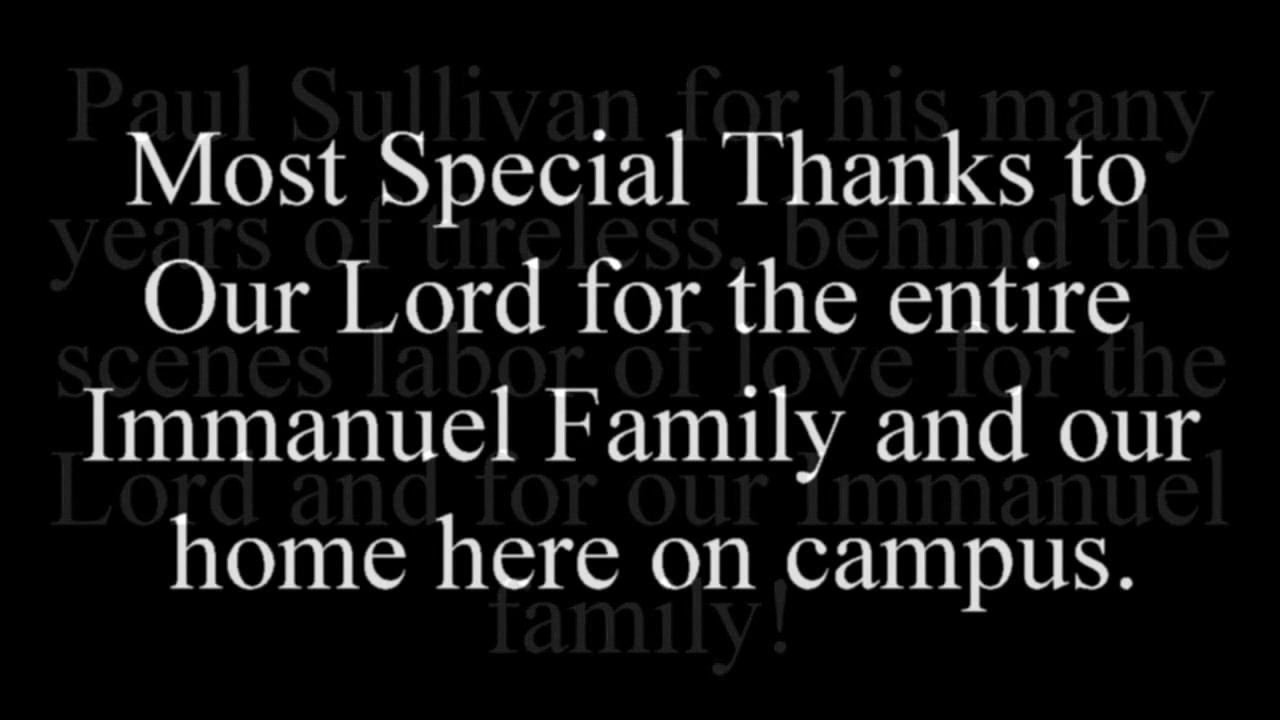 Most Special Thanks to
Our Lord for the entire
Immanuel Family and our
home here on campus.
Paul Sullivan for his many
years of tireless, behind the
scenes labor of love for the
Lord and for our Immanuel
family!